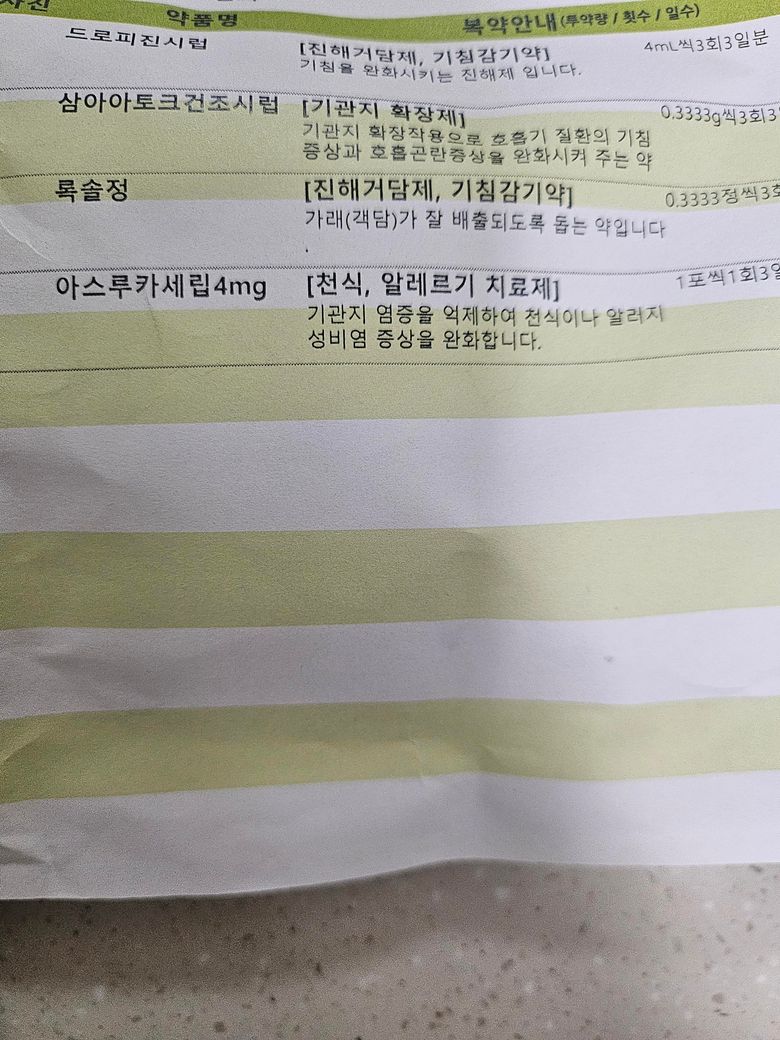 사진 약품명 복약안내(투약량 / 횟수 / 일수)
드로피진시럽 [진해거담제, 기침감기약] 4mL씩3회3일분
기침을 완화시키는 진해제 입니다.
삼아아토크건조시럽 [기관지 확장제] 0.3333g씩3회3
기관지 확장작용으로 호흡기 질환의 기침
증상과 호흡곤란증상을 완화시켜 주는 약
록솔정 [진해거담제, 기침감기약] 0.3333정씩3회
가래(객담)가 잘 배출되도록 돕는 약입니다
.
아스루카세립4mg [천식, 알레르기 치료제] 1포씩1회3일
기관지 염증을 억제하여 천식이나 알러지
성비염 증상을 완화합니다.